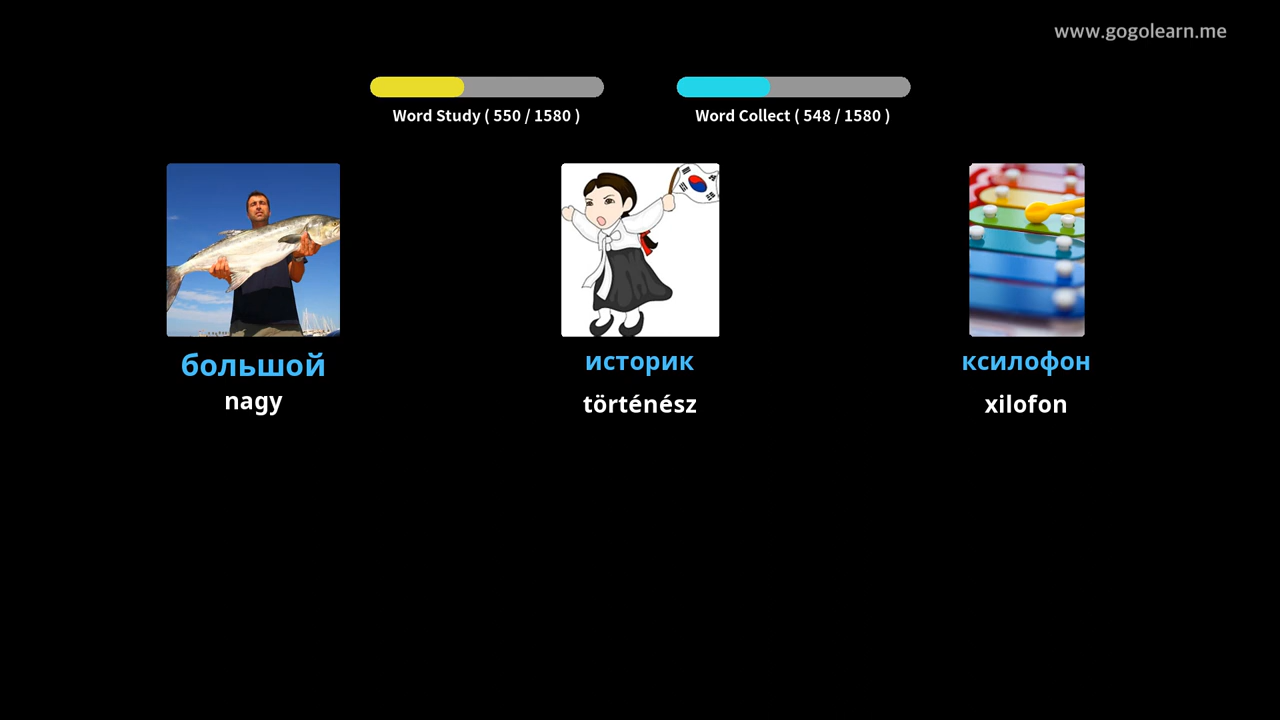 www.gogolearn.me
Word Study ( 550 / 1580 )
Word Collect ( 548 / 1580 )
большой
nagy
историк
történész
ксилофон
xilofon